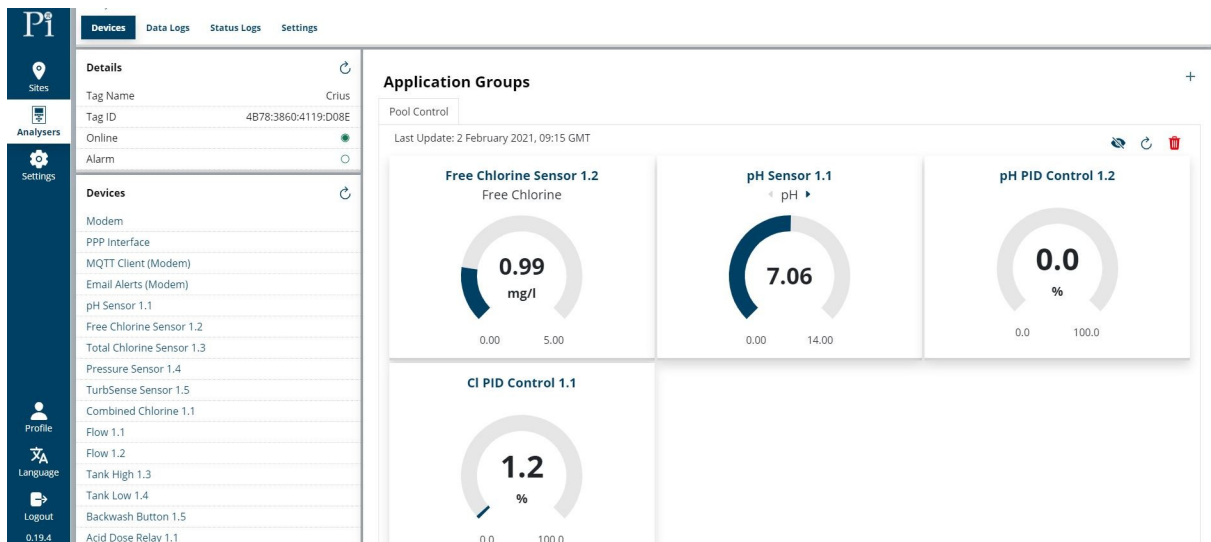 Pi
Devices Data Logs Status Logs Settings
Sites
Analysers
Settings
Profile
Language
Logout
0.19.4
Details
Tag Name Crius
Tag ID 4B78:3860:4119:D08E
Online
Alarm
Devices
Modem
PPP Interface
MQTT Client (Modem)
Email Alerts (Modem)
pH Sensor 1.1
Free Chlorine Sensor 1.2
Total Chlorine Sensor 1.3
Pressure Sensor 1.4
TurbSense Sensor 1.5
Combined Chlorine 1.1
Flow 1.1
Flow 1.2
Tank High 1.3
Tank Low 1.4
Backwash Button 1.5
Acid Dose Relay 1.1
Application Groups
+
Pool Control
Last Update: 2 February 2021, 09:15 GMT
Free Chlorine Sensor 1.2
Free Chlorine
0.99
mg/l
0.00 5.00
pH Sensor 1.1
pH
7.06
0.00 14.00
pH PID Control 1.2
0.0
%
0.0 100.0
Cl PID Control 1.1
1.2
%
0.0 100.0